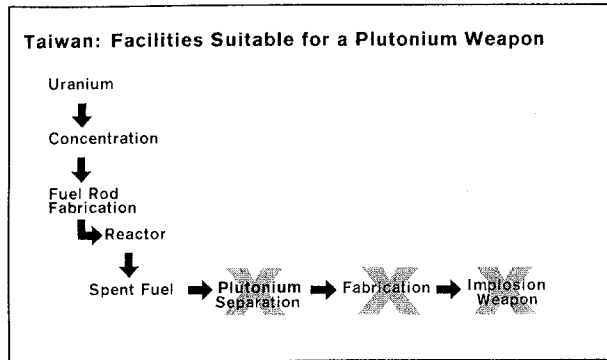 Taiwan: Facilities Suitable for a Plutonium Weapon
Uranium
Concentration
Fuel Rod
Fabrication
Reactor
Spent Fuel
Plutonium
Separation
Fabrication
Implosion
Weapon